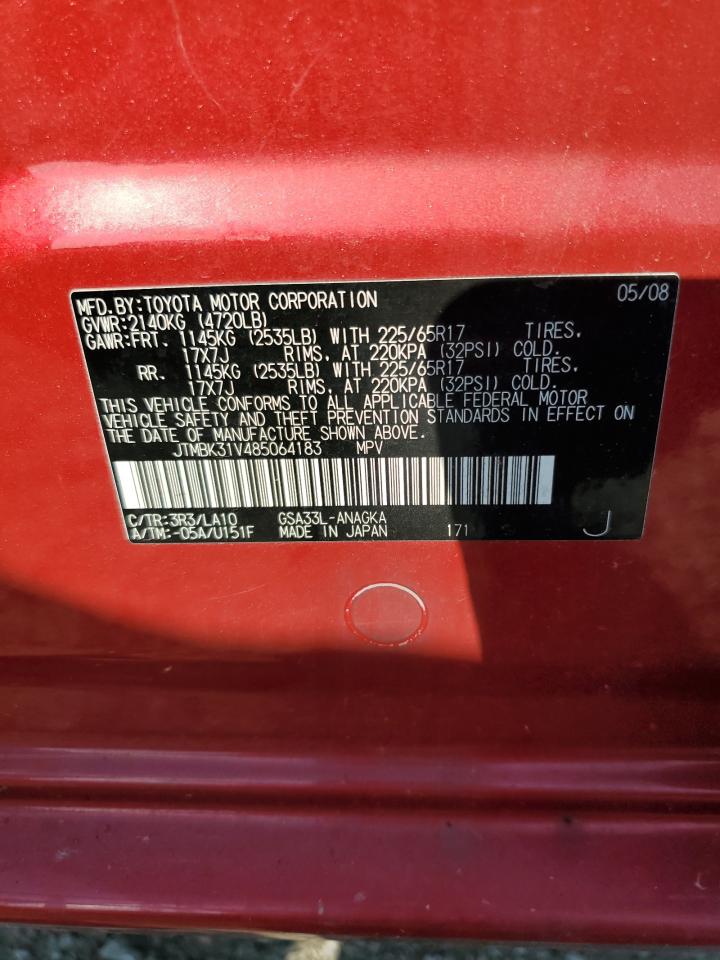 MFD.BY:TOYOTA MOTOR CORPORATION 05/08
GVWR:2140KG (4720LB)
GAWR:FRT. 1145KG (2535LB) WITH 225/65R17 TIRES,
17X7J RIMS, AT 220KPA (32PSI) COLD.
RR. 1145KG (2535LB) WITH 225/65R17 TIRES,
17X7J RIMS, AT 220KPA (32PSI) COLD.
THIS VEHICLE CONFORMS TO ALL APPLICABLE FEDERAL MOTOR
VEHICLE SAFETY AND THEFT PREVENTION STANDARDS IN EFFECT ON
THE DATE OF MANUFACTURE SHOWN ABOVE.
JTMBK31V485064183 MPV
C/TR:3R3/LA10 GSA33L-ANAGKA
A/TM:-05A/U151F MADE IN JAPAN 171 J